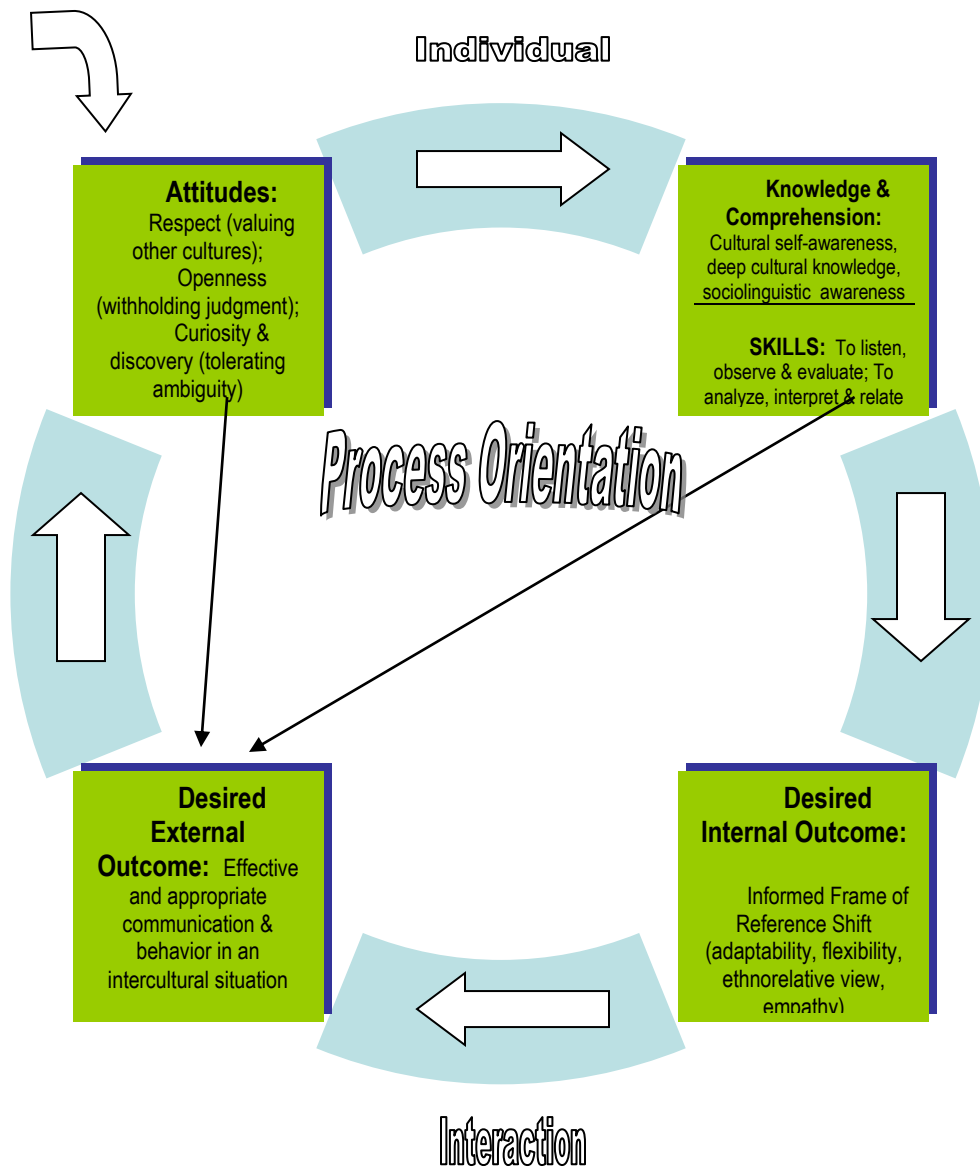 Individual
Attitudes:
Respect (valuing
other cultures);
Openness
(withholding judgment);
Curiosity &
discovery (tolerating
ambiguity)
Knowledge &
Comprehension:
Cultural self-awareness,
deep cultural knowledge,
sociolinguistic awareness
SKILLS: To listen,
observe & evaluate; To
analyze, interpret & relate
Process Orientation
Desired
External
Outcome: Effective
and appropriate
communication &
behavior in an
intercultural situation
Desired
Internal Outcome:
Informed Frame of
Reference Shift
(adaptability, flexibility,
ethnorelative view,
empathy)
Interaction